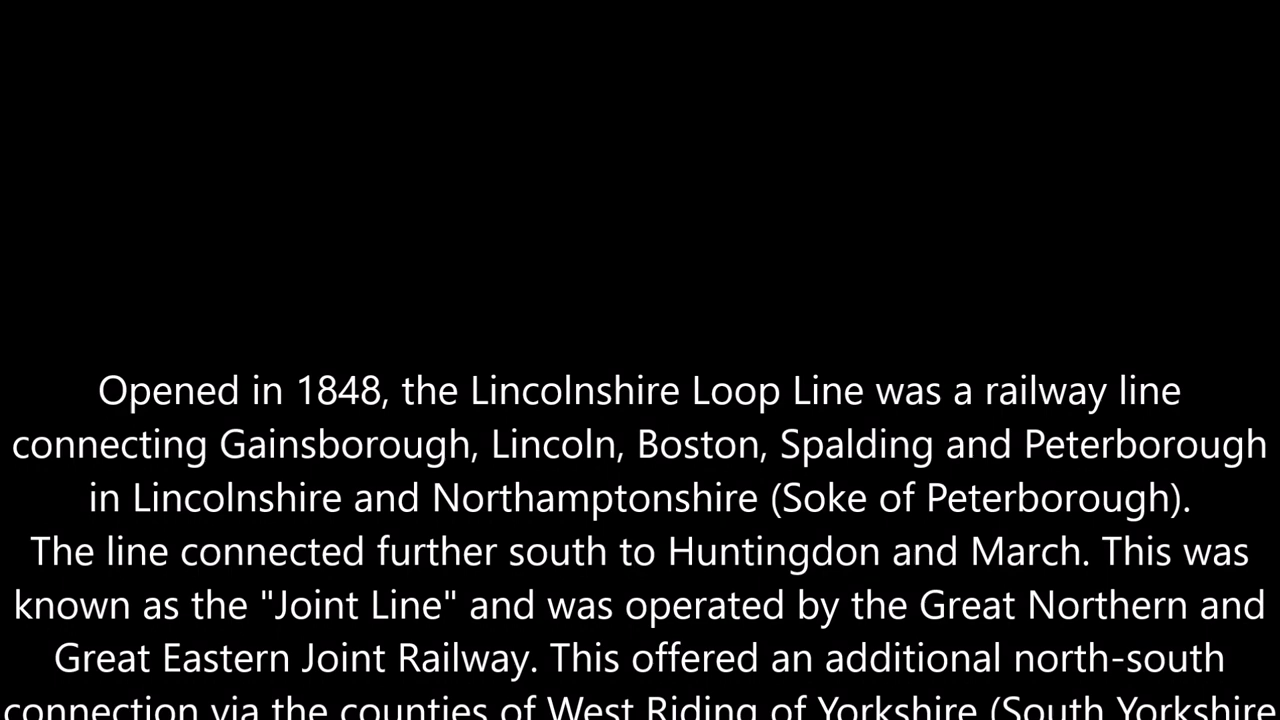 Opened in 1848, the Lincolnshire Loop Line was a railway line
connecting Gainsborough, Lincoln, Boston, Spalding and Peterborough
in Lincolnshire and Northamptonshire (Soke of Peterborough).
The line connected further south to Huntingdon and March. This was
known as the "Joint Line" and was operated by the Great Northern and
Great Eastern Joint Railway. This offered an additional north-south
connection via the counties of West Riding of Yorkshire (South Yorkshire